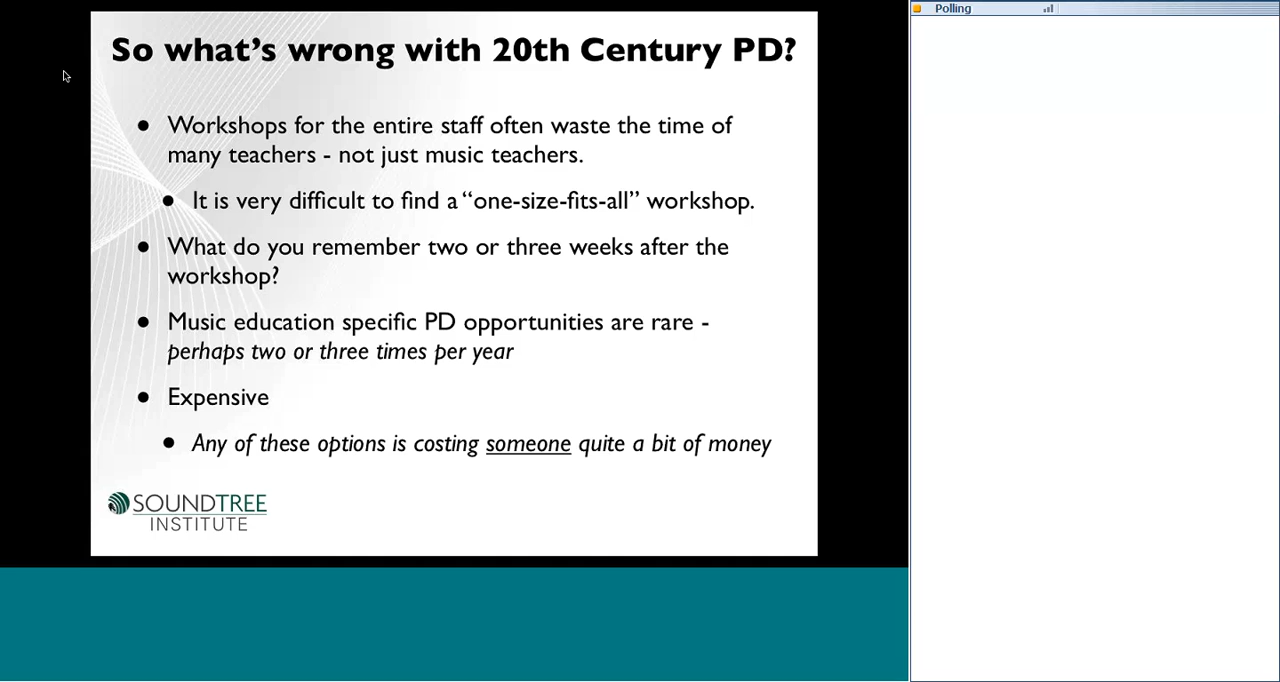 Polling
So what's wrong with 20th Century PD?
● Workshops for the entire staff often waste the time of
many teachers - not just music teachers.
● It is very difficult to find a “one-size-fits-all” workshop.
● What do you remember two or three weeks after the
workshop?
● Music education specific PD opportunities are rare -
perhaps two or three times per year
● Expensive
● Any of these options is costing someone quite a bit of money
SOUNDTREE
INSTITUTE